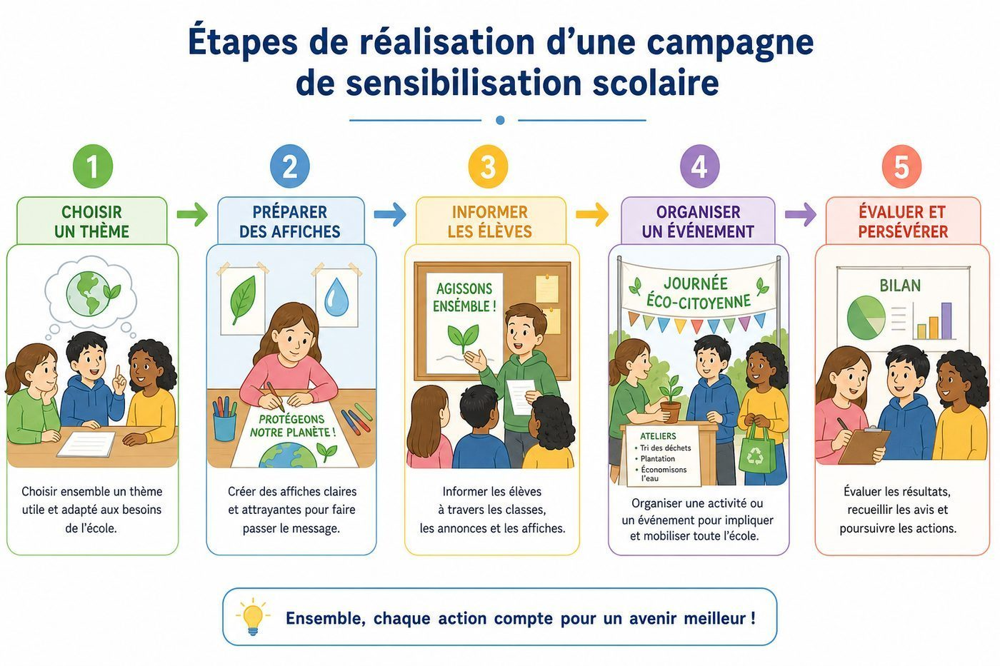 Étapes de réalisation d'une campagne
de sensibilisation scolaire
1
CHOISIR
UN THÈME
Choisir ensemble un thème
utile et adapté aux besoins
de l'école.
2
PRÉPARER
DES AFFICHES
PROTÉGEONS
NOTRE PLANÈTE !
Créer des affiches claires
et attrayantes pour faire
passer le message.
3
INFORMER
LES ÉLÈVES
AGISSONS
ENSÉMBLE !
Informer les élèves
à travers les classes,
les annonces et les affiches.
4
ORGANISER
UN ÉVÉNEMENT
JOURNÉE
ÉCO-CITOYENNE
ATELIERS
• Tri des déchets
• Plantation
• Économisons
l'eau
Organiser une activité ou
un événement pour impliquer
et mobiliser toute l'école.
5
ÉVALUER ET
PERSÉVÉRER
BILAN
Évaluer les résultats,
recueillir les avis et
poursuivre les actions.
Ensemble, chaque action compte pour un avenir meilleur !